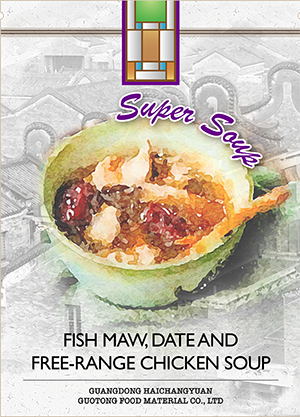 Super Soup
FISH MAW, DATE AND
FREE-RANGE CHICKEN SOUP
GUANGDONG HAICHANGYUAN
GUOTONG FOOD MATERIAL CO., LTD